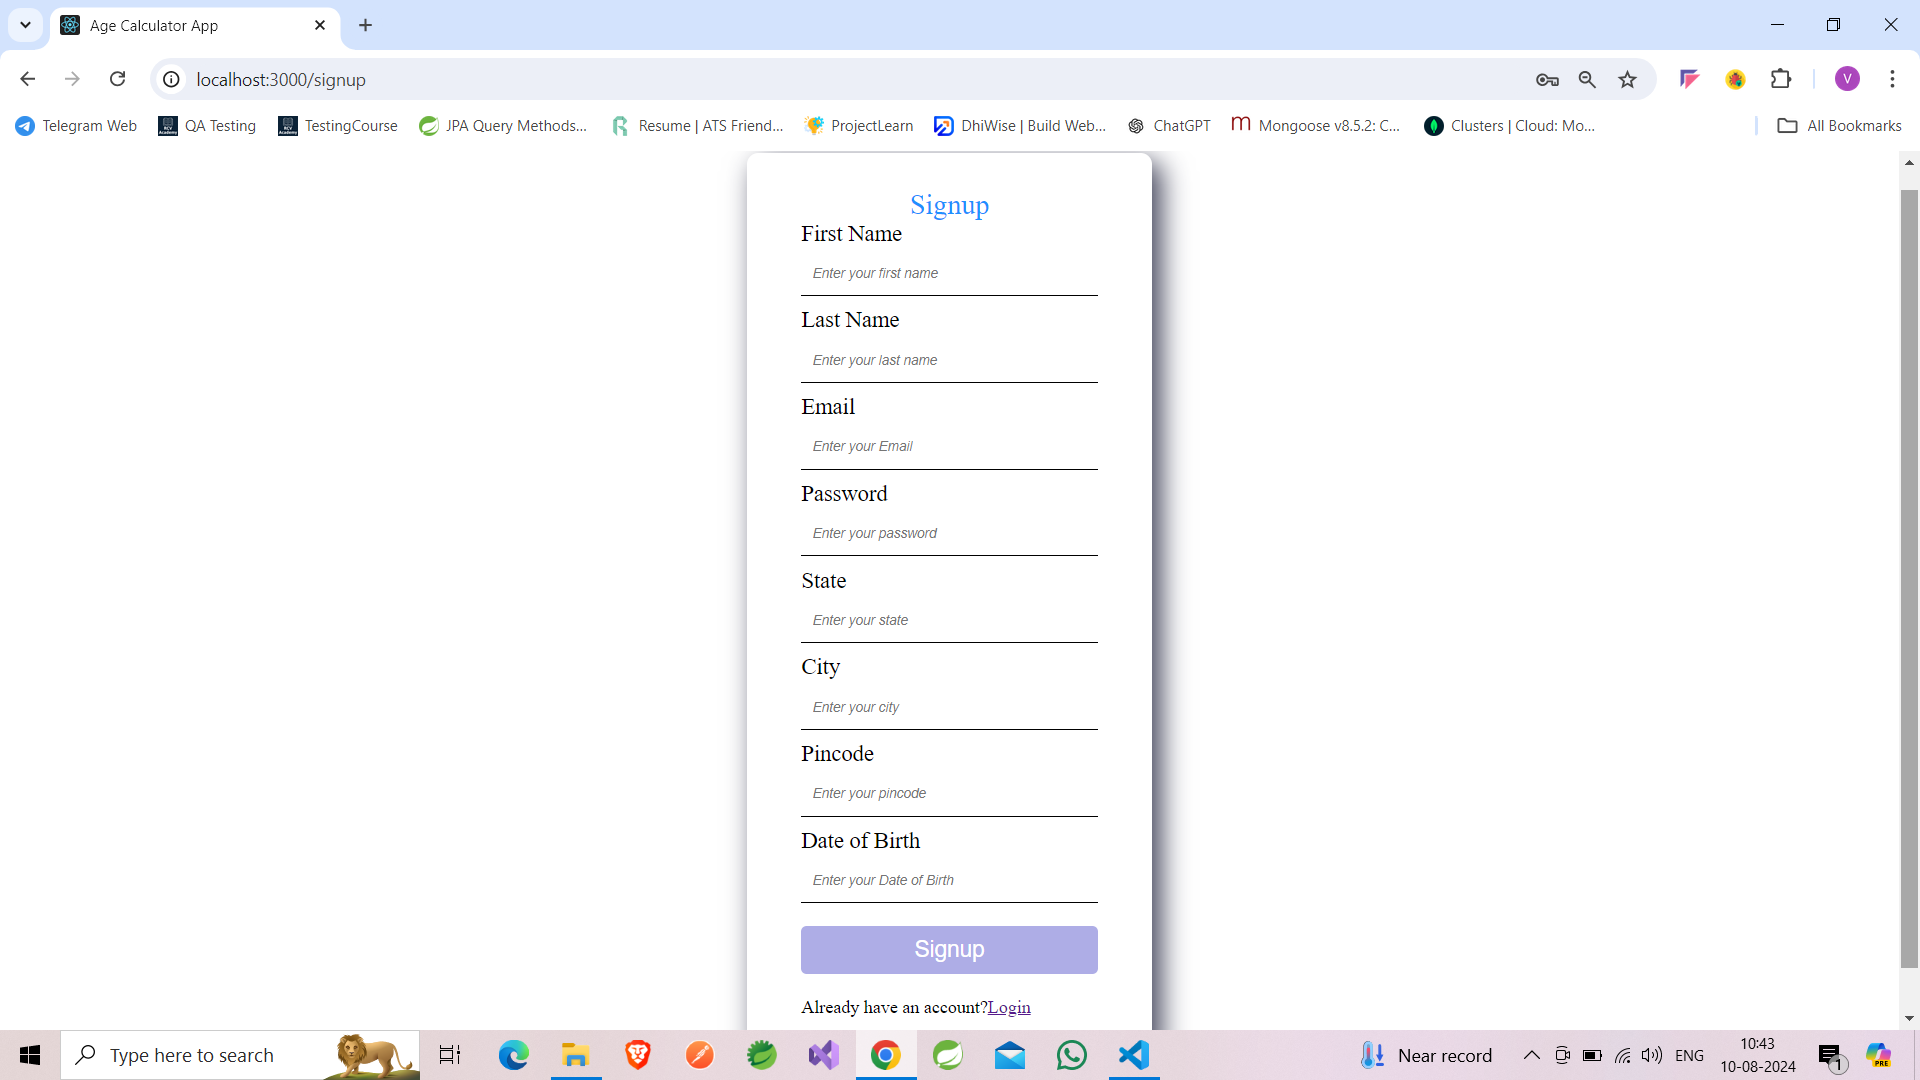 Age Calculator App
localhost:3000/signup
V
Telegram Web
QA Testing
TestingCourse
JPA Query Methods...
Resume | ATS Friend...
ProjectLearn
DhiWise | Build Web...
ChatGPT
Mongoose v8.5.2: C...
Clusters | Cloud: Mo...
All Bookmarks
Signup
First Name
Enter your first name
Last Name
Enter your last name
Email
Enter your Email
Password
Enter your password
State
Enter your state
City
Enter your city
Pincode
Enter your pincode
Date of Birth
Enter your Date of Birth
Signup
Already have an account?Login
Type here to search
Near record
ENG
10:43
10-08-2024
1
PRE